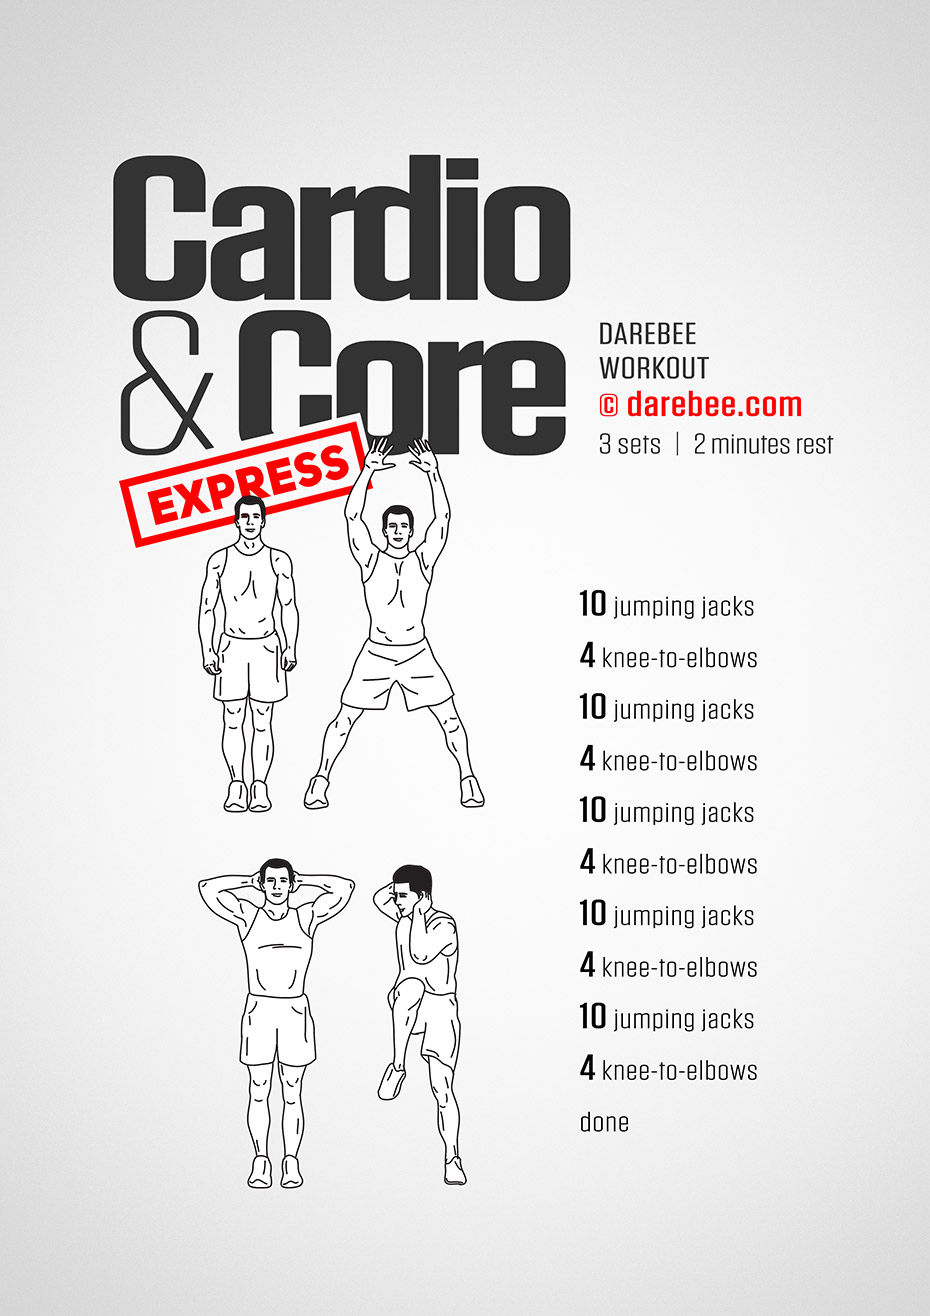 Cardio
& Core
EXPRESS
DAREBEE
WORKOUT
© darebee.com
3 sets | 2 minutes rest
10 jumping jacks
4 knee-to-elbows
10 jumping jacks
4 knee-to-elbows
10 jumping jacks
4 knee-to-elbows
10 jumping jacks
4 knee-to-elbows
10 jumping jacks
4 knee-to-elbows
done